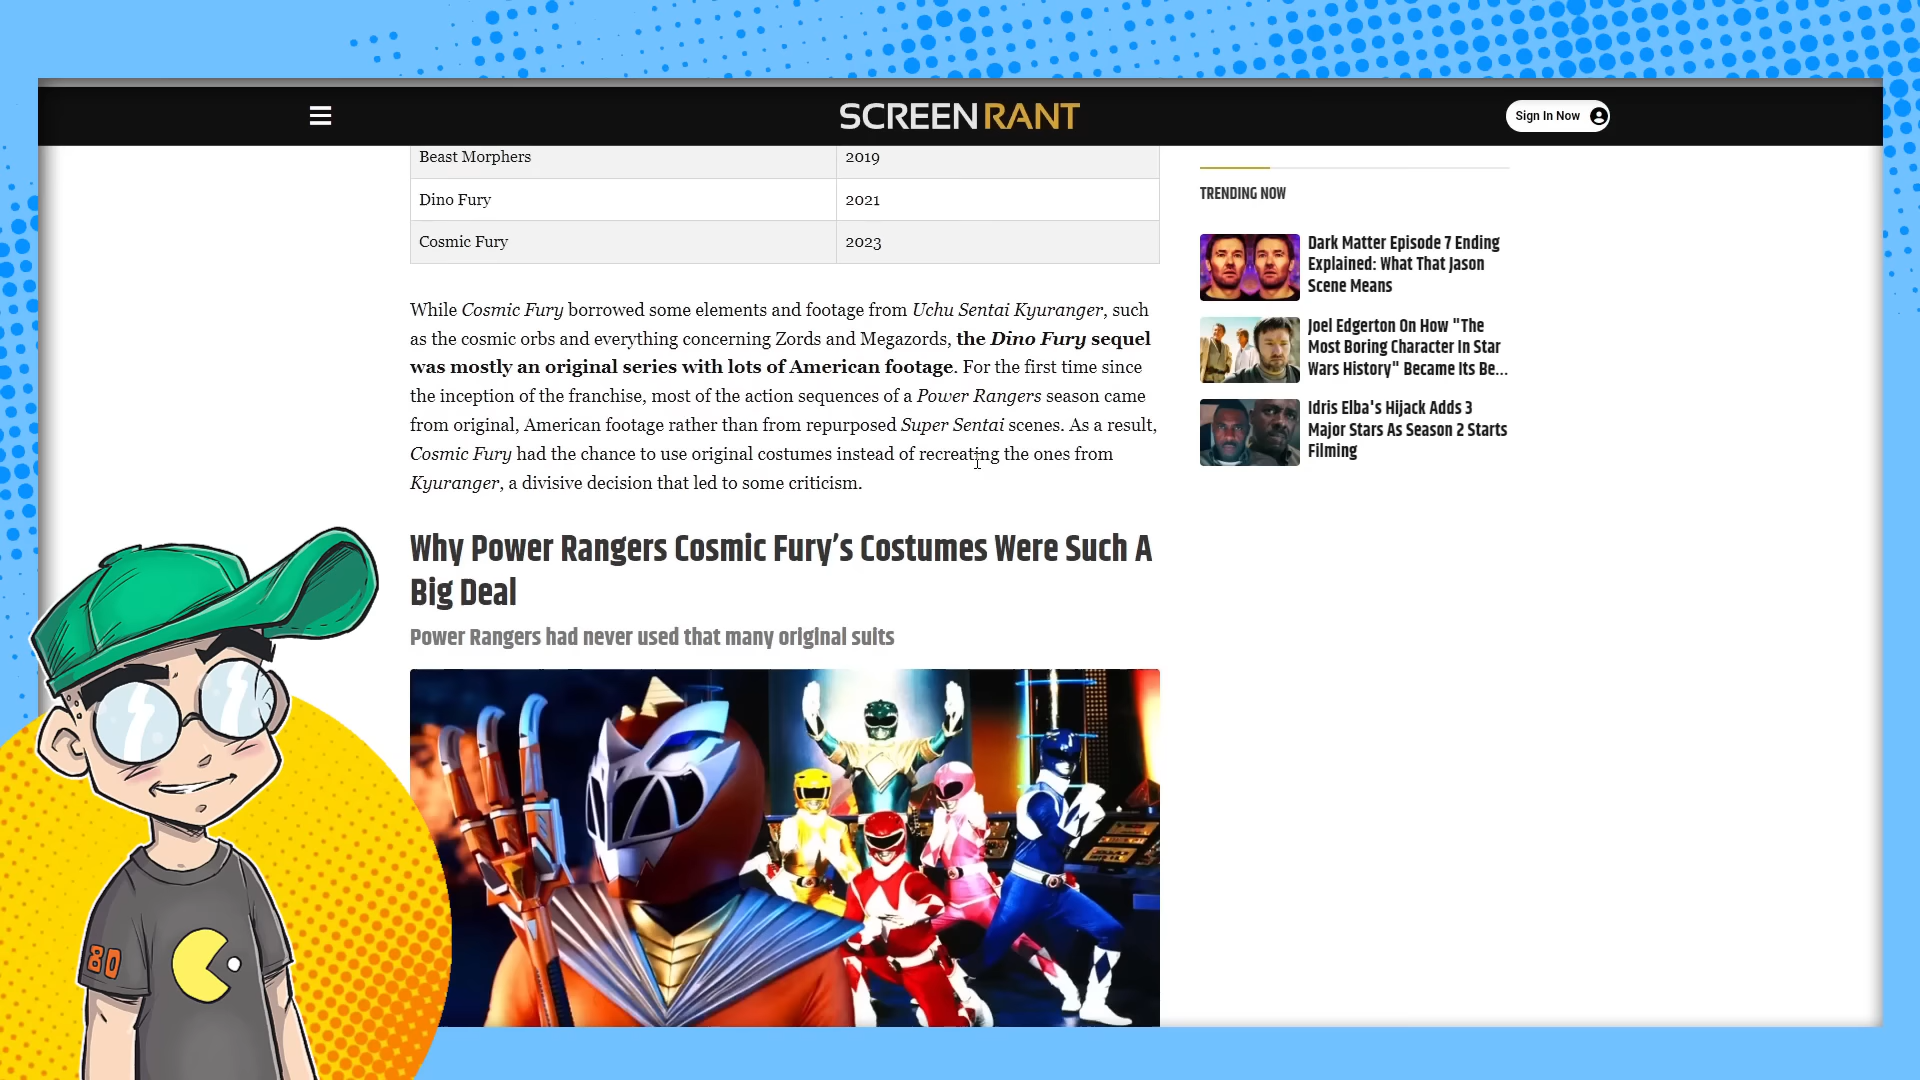 SCREENRANT
Sign In Now
Beast Morphers 2019
Dino Fury 2021
Cosmic Fury 2023
While Cosmic Fury borrowed some elements and footage from Uchu Sentai Kyuranger, such
as the cosmic orbs and everything concerning Zords and Megazords, the Dino Fury sequel
was mostly an original series with lots of American footage. For the first time since
the inception of the franchise, most of the action sequences of a Power Rangers season came
from original, American footage rather than from repurposed Super Sentai scenes. As a result,
Cosmic Fury had the chance to use original costumes instead of recreating the ones from
Kyuranger, a divisive decision that led to some criticism.
Why Power Rangers Cosmic Fury's Costumes Were Such A
Big Deal
Power Rangers had never used that many original suits
TRENDING NOW
Dark Matter Episode 7 Ending
Explained: What That Jason
Scene Means
Joel Edgerton On How "The
Most Boring Character In Star
Wars History" Became Its Be...
Idris Elba's Hijack Adds 3
Major Stars As Season 2 Starts
Filming
80